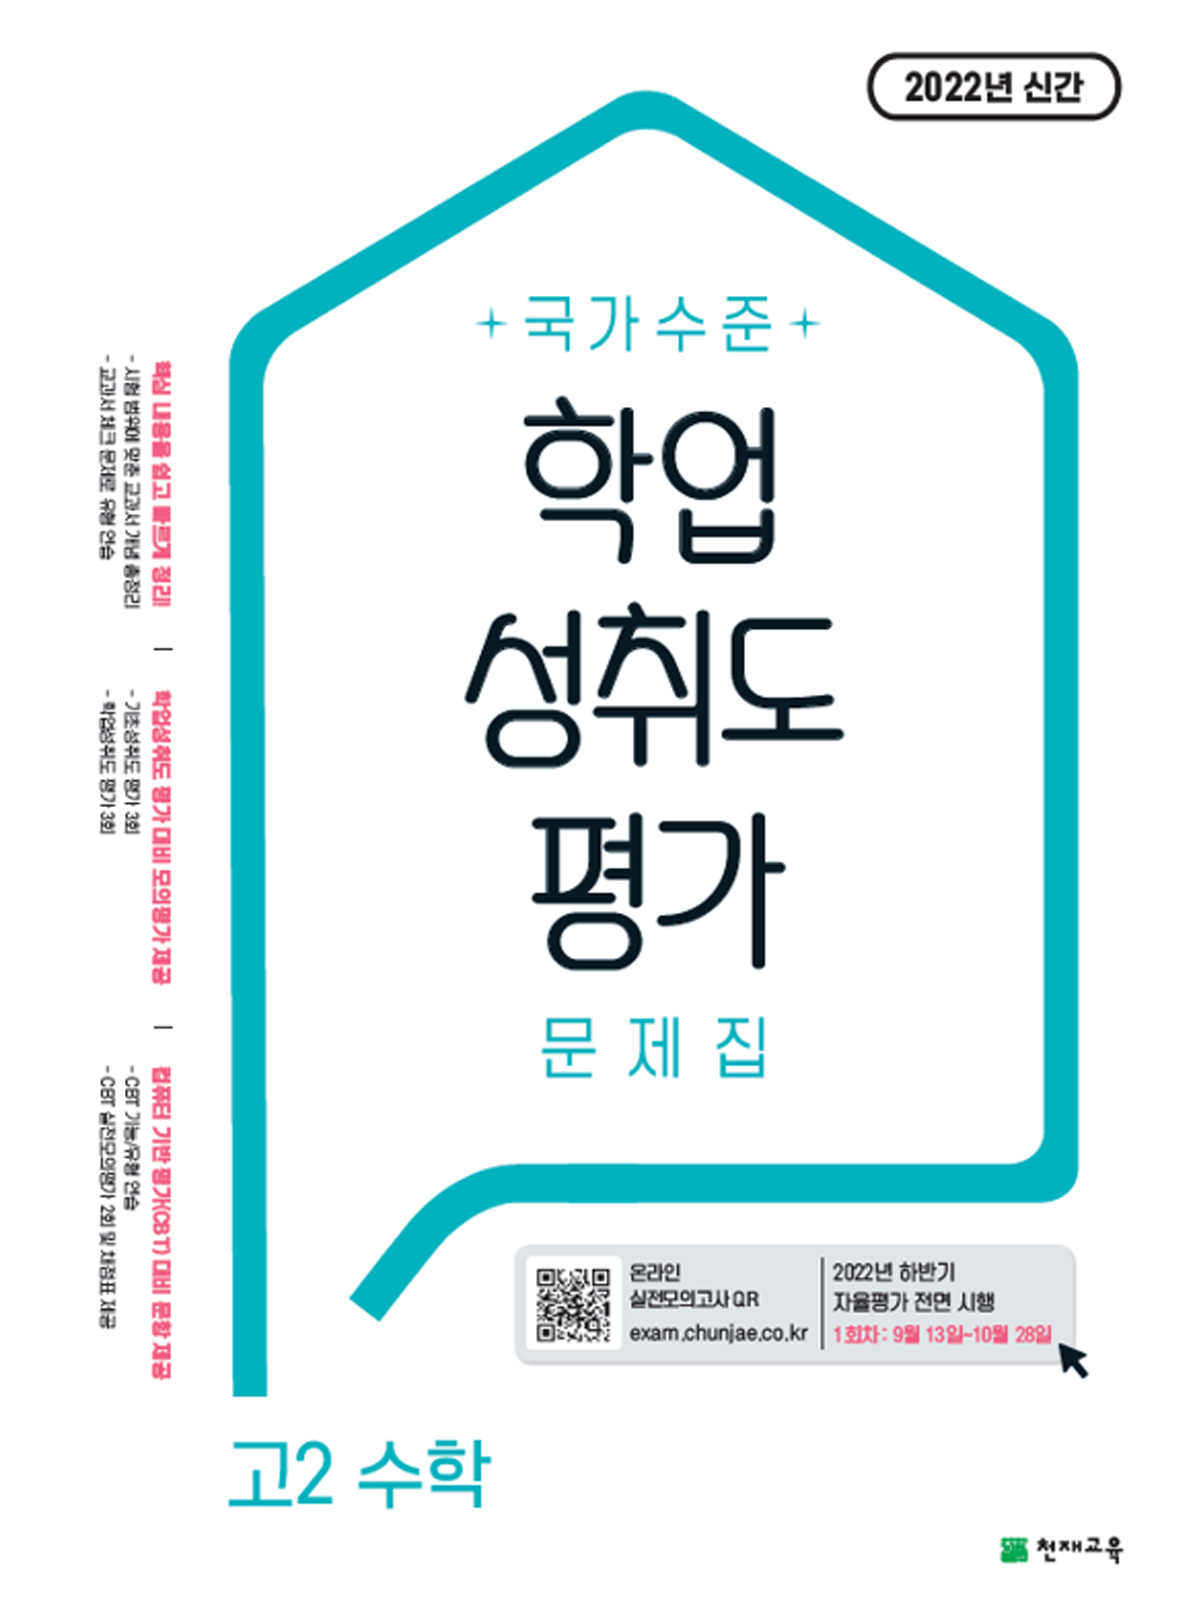 2022년 신간
국가수준
학업
성취도
평가
문제집
핵심 내용을 쉽고 빠르게 정리!
- 시험 범위에 맞춘 교과서 개념 총정리
- 교과서 체크 문제로 유형 연습
학업성취도 평가 대비 모의평가 제공
- 기초성취도 평가 3회
- 학업성취도 평가 3회
컴퓨터 기반 평가(CBT) 대비 문항 제공
- CBT 기능/유형 연습
- CBT 실전모의평가 2회 및 채점표 제공
온라인
실전모의고사 QR
exam.chunjae.co.kr
2022년 하반기
자율평가 전면 시행
1회차: 9월 13일~10월 28일
고2 수학
천재교육